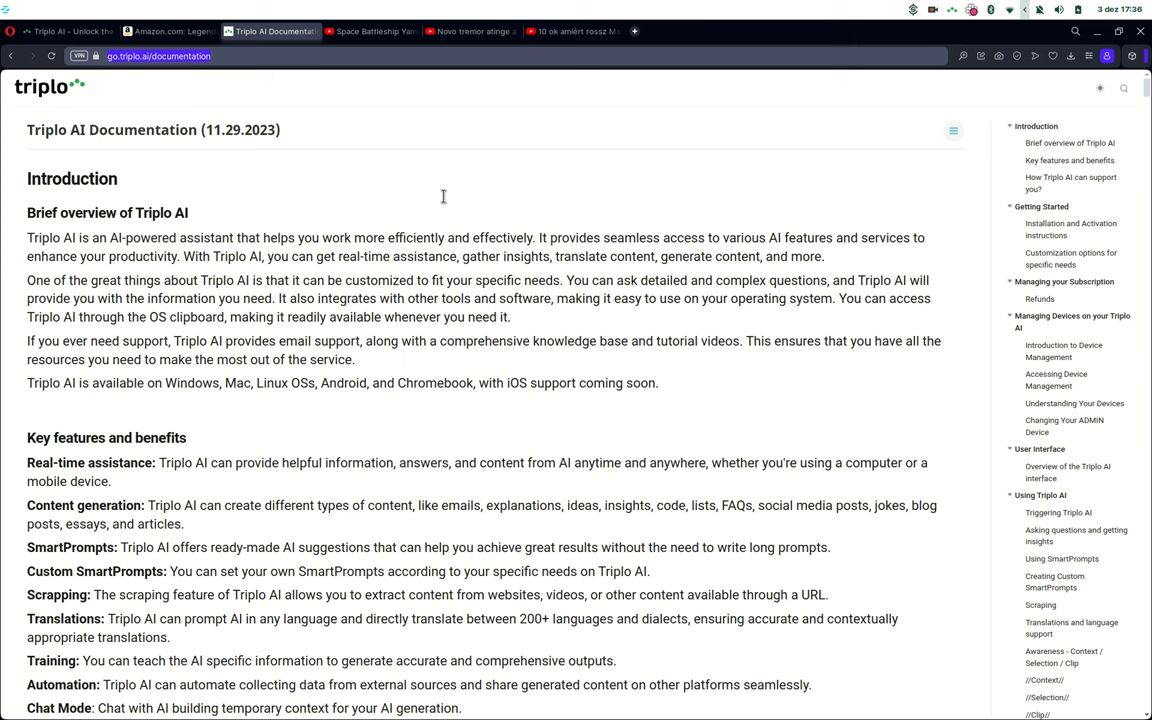 3 dez 17:36
Triplo AI - Unlock the
Amazon.com: Legend
Triplo AI Documentati
Space Battleship Yam
Novo tremor atinge a
10 ok amiért rossz Ma
VPN
go.triplo.ai/documentation
triplo
Triplo AI Documentation (11.29.2023)
Introduction
Brief overview of Triplo AI
Triplo AI is an AI-powered assistant that helps you work more efficiently and effectively. It provides seamless access to various AI features and services to
enhance your productivity. With Triplo AI, you can get real-time assistance, gather insights, translate content, generate content, and more.
One of the great things about Triplo AI is that it can be customized to fit your specific needs. You can ask detailed and complex questions, and Triplo AI will
provide you with the information you need. It also integrates with other tools and software, making it easy to use on your operating system. You can access
Triplo AI through the OS clipboard, making it readily available whenever you need it.
If you ever need support, Triplo AI provides email support, along with a comprehensive knowledge base and tutorial videos. This ensures that you have all the
resources you need to make the most out of the service.
Triplo AI is available on Windows, Mac, Linux OSs, Android, and Chromebook, with iOS support coming soon.
Key features and benefits
Real-time assistance: Triplo AI can provide helpful information, answers, and content from AI anytime and anywhere, whether you're using a computer or a
mobile device.
Content generation: Triplo AI can create different types of content, like emails, explanations, ideas, insights, code, lists, FAQs, social media posts, jokes, blog
posts, essays, and articles.
SmartPrompts: Triplo AI offers ready-made AI suggestions that can help you achieve great results without the need to write long prompts.
Custom SmartPrompts: You can set your own SmartPrompts according to your specific needs on Triplo AI.
Scrapping: The scraping feature of Triplo AI allows you to extract content from websites, videos, or other content available through a URL.
Translations: Triplo AI can prompt AI in any language and directly translate between 200+ languages and dialects, ensuring accurate and contextually
appropriate translations.
Training: You can teach the AI specific information to generate accurate and comprehensive outputs.
Automation: Triplo AI can automate collecting data from external sources and share generated content on other platforms seamlessly.
Chat Mode: Chat with AI building temporary context for your AI generation.
Introduction
Brief overview of Triplo AI
Key features and benefits
How Triplo AI can support
you?
Getting Started
Installation and Activation
instructions
Customization options for
specific needs
Managing your Subscription
Refunds
Managing Devices on your Triplo
AI
Introduction to Device
Management
Accessing Device
Management
Understanding Your Devices
Changing Your ADMIN
Device
User Interface
Overview of the Triplo AI
interface
Using Triplo AI
Triggering Triplo AI
Asking questions and getting
insights
Using SmartPrompts
Creating Custom
SmartPrompts
Scraping
Translations and language
support
Awareness - Context /
Selection / Clip
//Context//
//Selection//
//Clip//